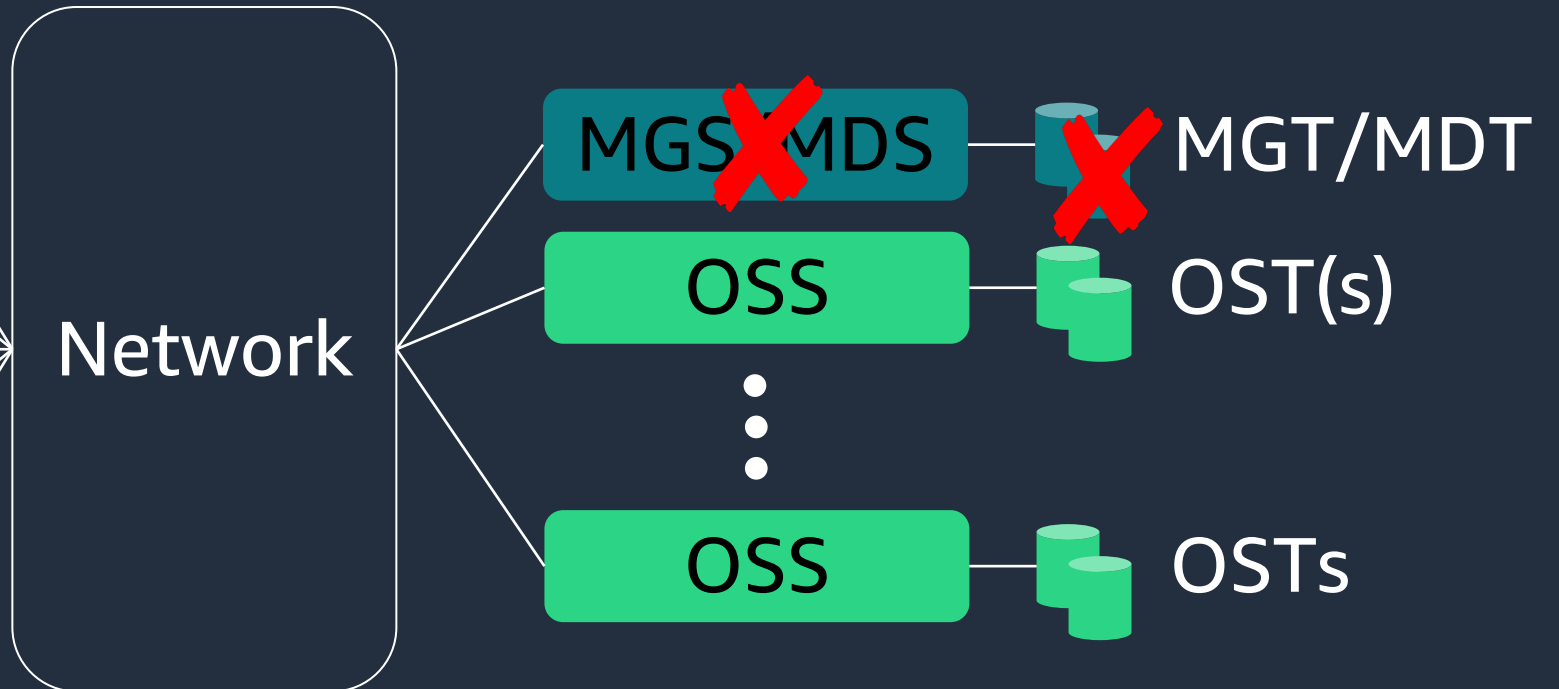 MGS/MDS
MGT/MDT
OSS
OST(s)
Network
OSS
OSTs